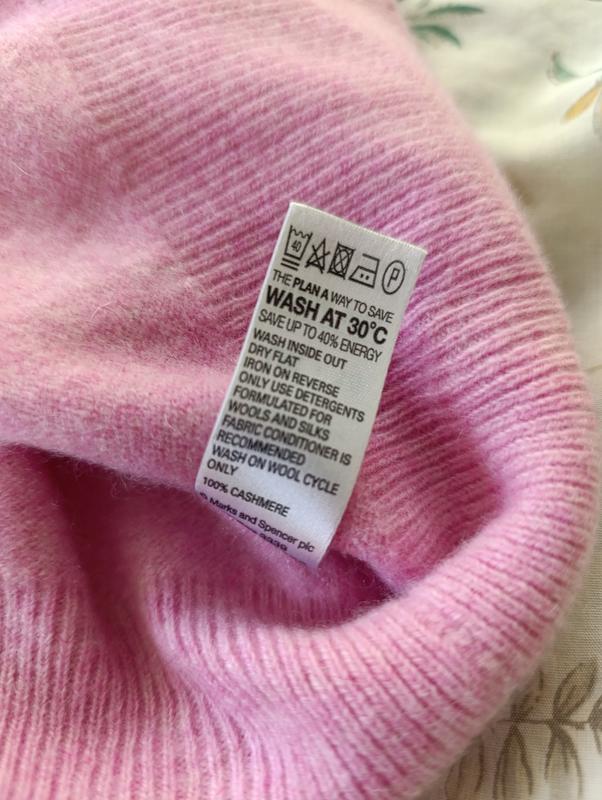 40 P
THE PLAN A WAY TO SAVE
WASH AT 30°C
SAVE UP TO 40% ENERGY
WASH INSIDE OUT
DRY FLAT
IRON ON REVERSE
ONLY USE DETERGENTS
FORMULATED FOR
WOOLS AND SILKS
FABRIC CONDITIONER IS
RECOMMENDED
WASH ON WOOL CYCLE
ONLY
100% CASHMERE
© Marks and Spencer plc